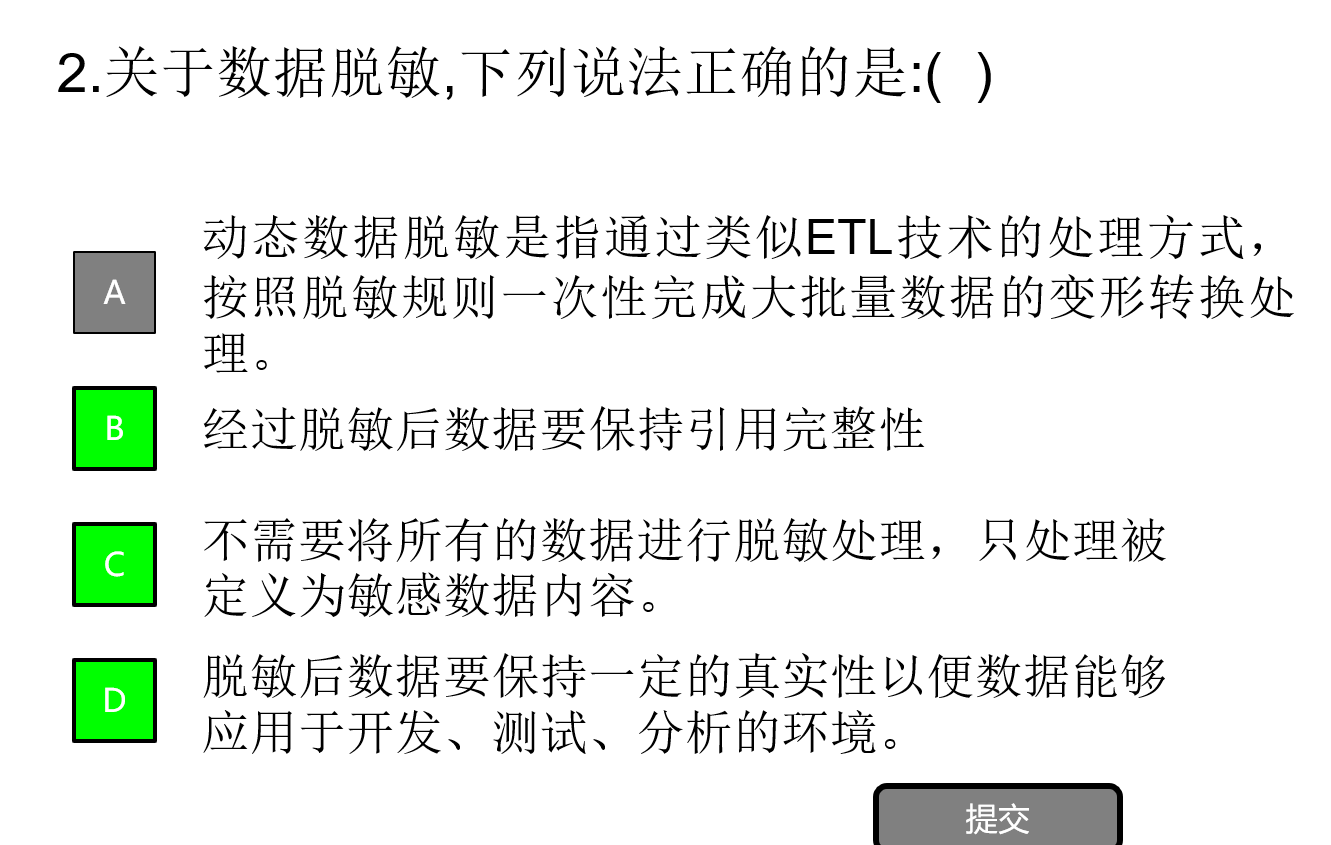 2.关于数据脱敏,下列说法正确的是:( )
动态数据脱敏是指通过类似ETL技术的处理方式，
A
按照脱敏规则一次性完成大批量数据的变形转换处
理。
B
经过脱敏后数据要保持引用完整性
C
不需要将所有的数据进行脱敏处理，只处理被
定义为敏感数据内容。
D
脱敏后数据要保持一定的真实性以便数据能够
应用于开发、测试、分析的环境。
提交